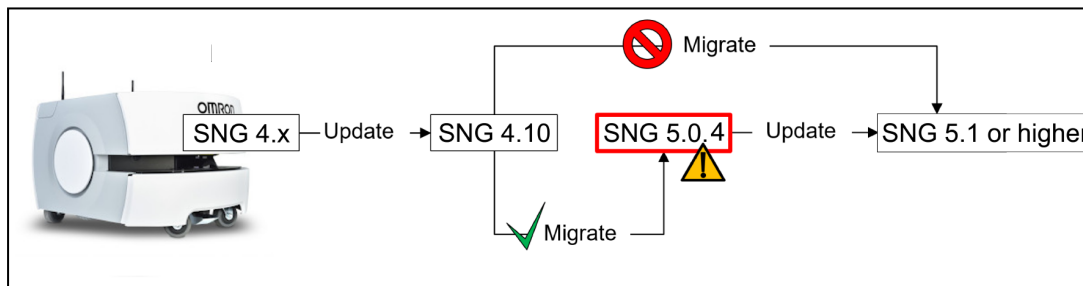 Migrate
OMRON
SNG 4.x
Update
SNG 4.10
SNG 5.0.4
Update
SNG 5.1 or higher
Migrate